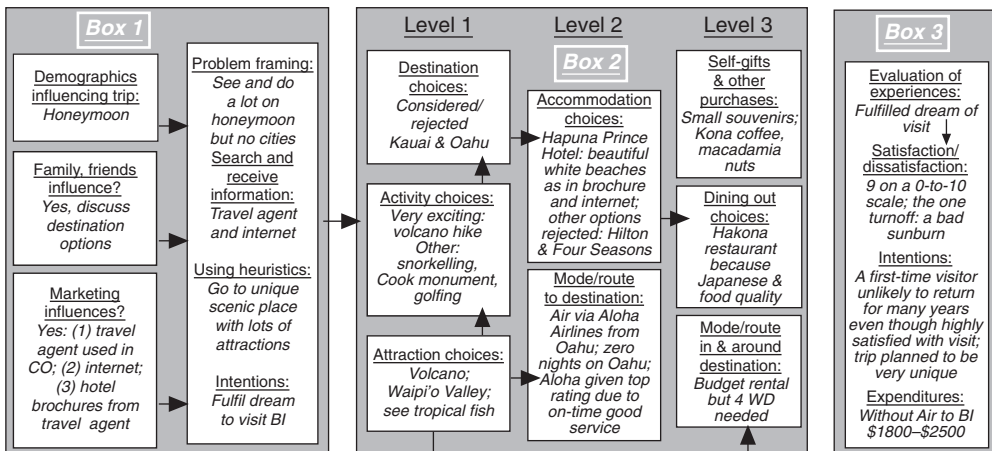 Box 1
Demographics
influencing trip:
Honeymoon
Family, friends
influence?
Yes, discuss
destination
options
Marketing
influences?
Yes: (1) travel
agent used in
CO; (2) internet;
(3) hotel
brochures from
travel agent
Problem framing:
See and do
a lot on
honeymoon
but no cities
Search and
receive
information:
Travel agent
and internet
Using heuristics:
Go to unique
scenic place
with lots of
attractions
Intentions:
Fulfil dream
to visit BI
Level 1
Level 2
Level 3
Box 2
Destination
choices:
Considered/
rejected
Kauai & Oahu
Activity choices:
Very exciting:
volcano hike
Other:
snorkelling,
Cook monument,
golfing
Attraction choices:
Volcano;
Waipi'o Valley;
see tropical fish
Accommodation
choices:
Hapuna Prince
Hotel: beautiful
white beaches
as in brochure
and internet;
other options
rejected: Hilton
& Four Seasons
Mode/route
to destination:
Air via Aloha
Airlines from
Oahu; zero
nights on Oahu;
Aloha given top
rating due to
on-time good
service
Self-gifts
& other
purchases:
Small souvenirs;
Kona coffee,
macadamia
nuts
Dining out
choices:
Hakona
restaurant
because
Japanese &
food quality
Mode/route
in & around
destination:
Budget rental
but 4 WD
needed
Box 3
Evaluation of
experiences:
Fulfilled dream of
visit
Satisfaction/
dissatisfaction:
9 on a 0-to-10
scale; the one
turnoff: a bad
sunburn
Intentions:
A first-time visitor
unlikely to return
for many years
even though highly
satisfied with visit;
trip planned to be
very unique
Expenditures:
Without Air to BI
$1800–$2500